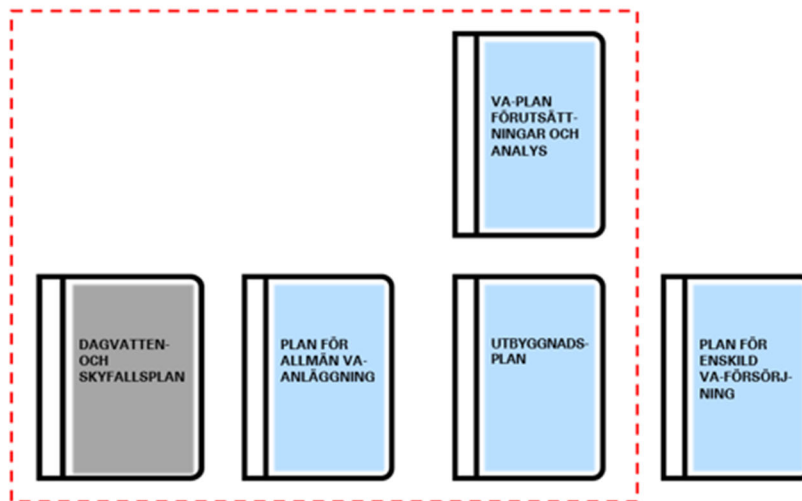 VA-PLAN
FÖRUTSÄTT-
NINGAR OCH
ANALYS
DAGVATTEN-
OCH
SKYFALLSPLAN
PLAN FÖR
ALLMÄN VA-
ANLÄGGNING
UTBYGGNADS-
PLAN
PLAN FÖR
ENSKILD
VA-FÖRSÖRJ-
NING